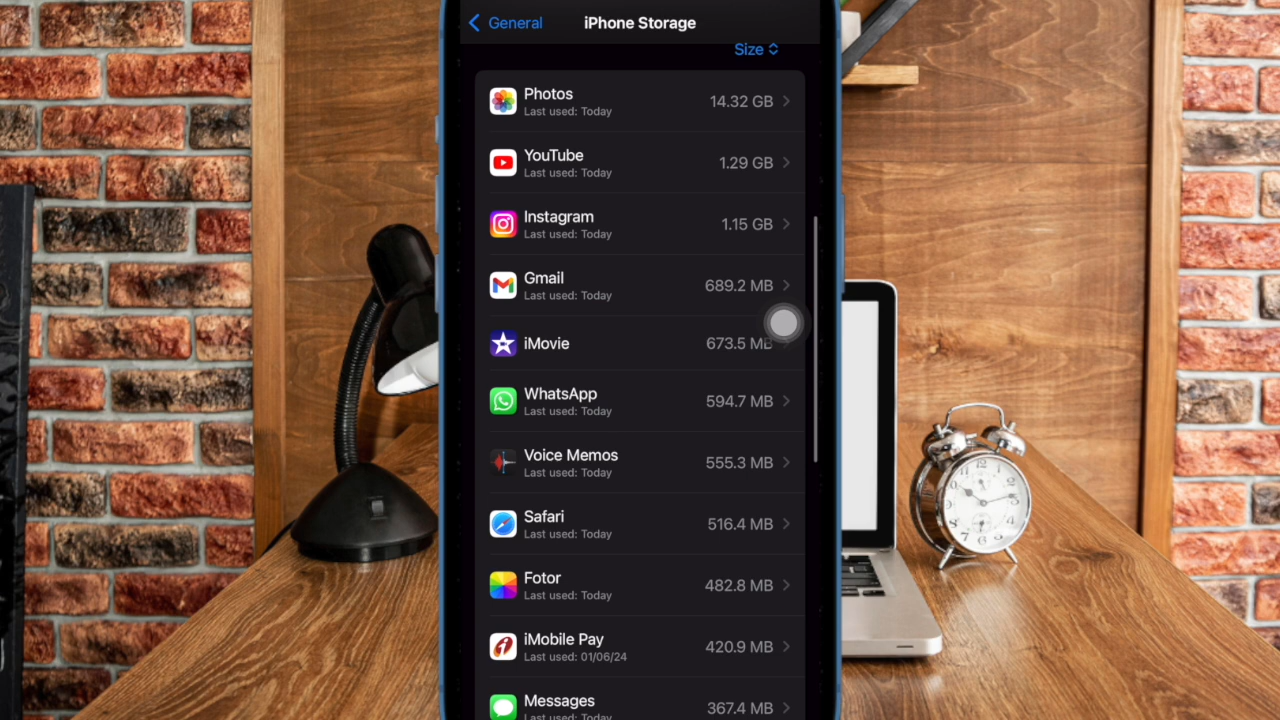 General
iPhone Storage
Size
Photos
Last used: Today
14.32 GB
YouTube
Last used: Today
1.29 GB
Instagram
Last used: Today
1.15 GB
Gmail
Last used: Today
689.2 MB
iMovie
673.5 MB
WhatsApp
Last used: Today
594.7 MB
Voice Memos
Last used: Today
555.3 MB
Safari
Last used: Today
516.4 MB
Fotor
Last used: Today
482.8 MB
iMobile Pay
Last used: 01/06/24
420.9 MB
Messages
Last used: Today
367.4 MB